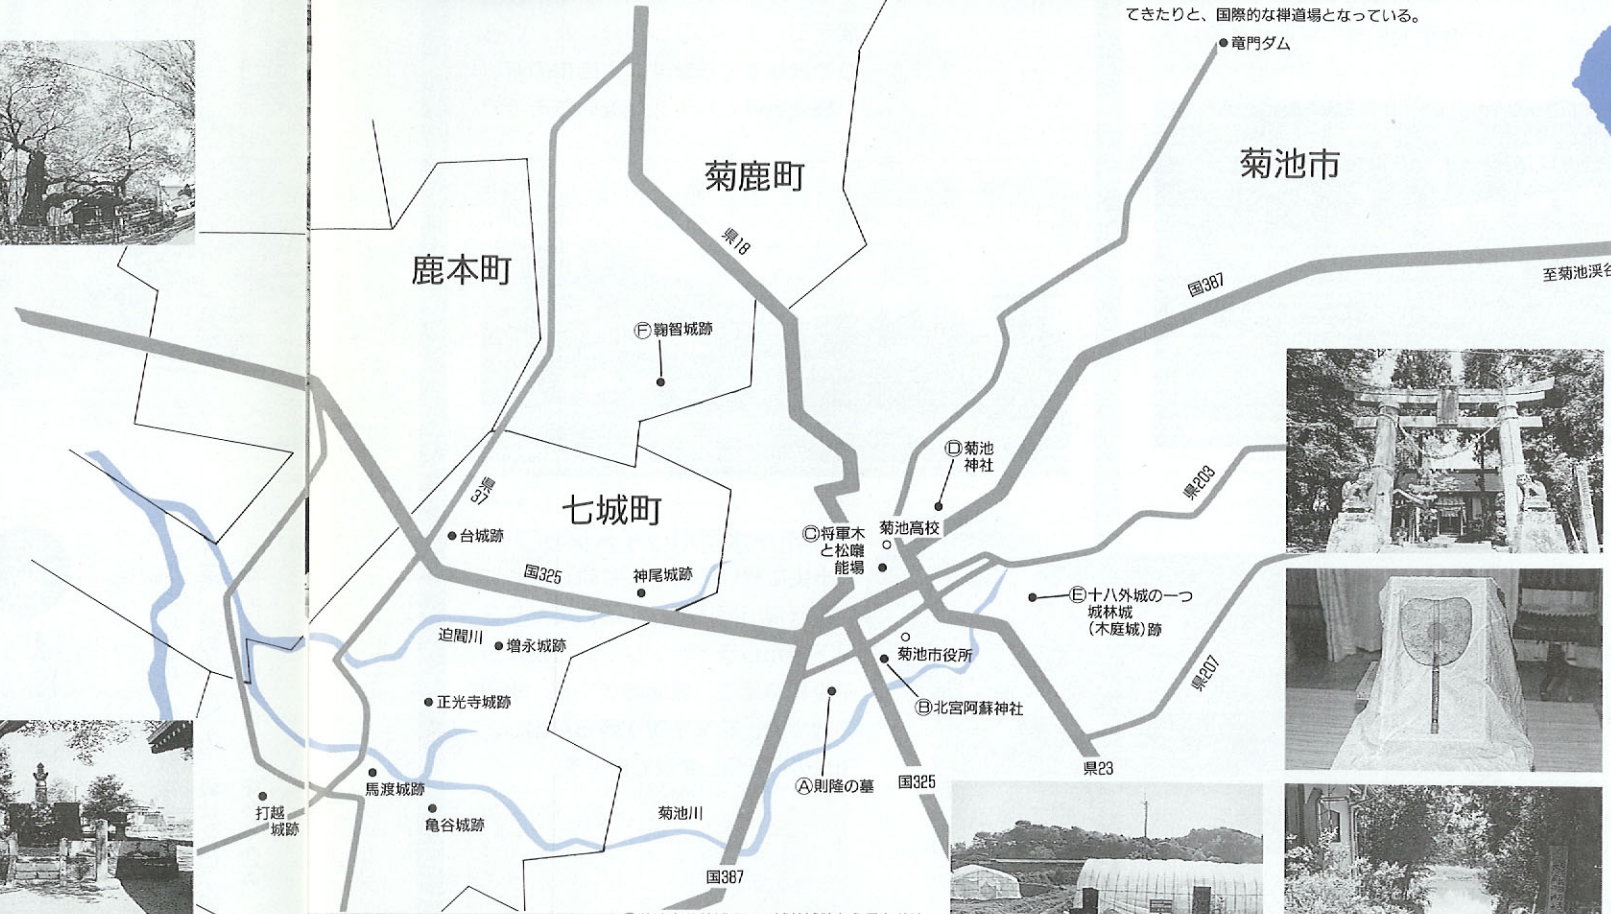 てきたりと、国際的な禅道場となっている。
竜門ダム
菊鹿町
菊池市
県18
鹿本町
国387
至菊池渓谷
Ⓕ鞠智城跡
Ⓓ菊池
神社
県203
県37
七城町
台城跡
Ⓒ将軍木
と松囃
能場
菊池高校
国325
神尾城跡
Ⓔ十八外城の一つ
城林城
(木庭城)跡
迫間川
増永城跡
菊池市役所
県207
正光寺城跡
Ⓑ北宮阿蘇神社
県23
馬渡城跡
Ⓐ則隆の墓
国325
打越
城跡
亀谷城跡
菊池川
国387